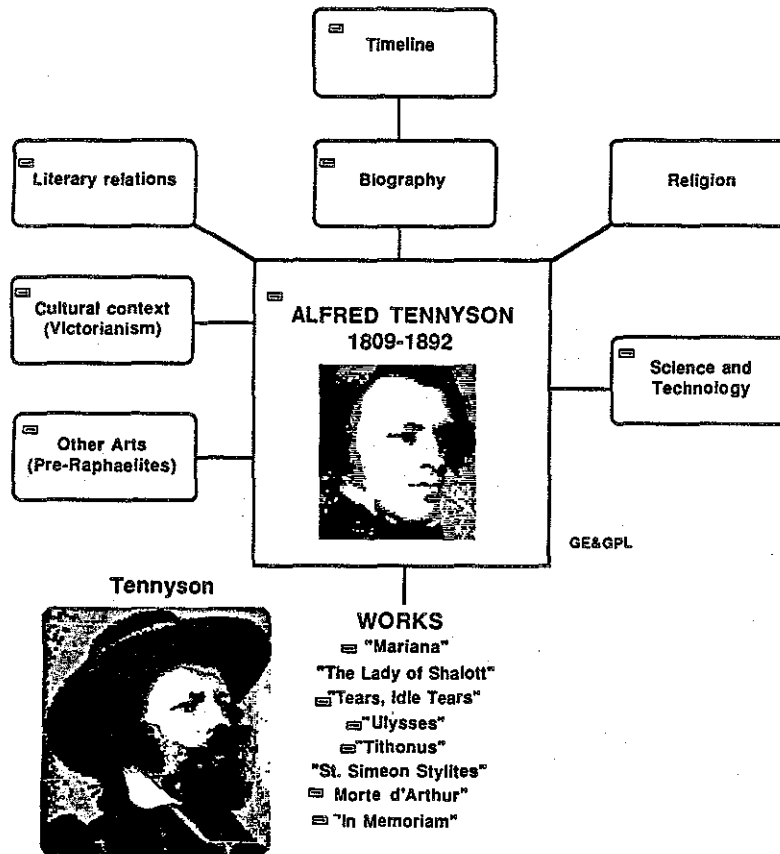 Timeline
Literary relations
Biography
Religion
Cultural context
(Victorianism)
ALFRED TENNYSON
1809-1892
Science and
Technology
Other Arts
(Pre-Raphaelites)
GE&GPL
Tennyson
WORKS
"Mariana"
"The Lady of Shalott"
"Tears, Idle Tears"
"Ulysses"
"Tithonus"
"St. Simeon Stylites"
Morte d'Arthur"
"In Memoriam"